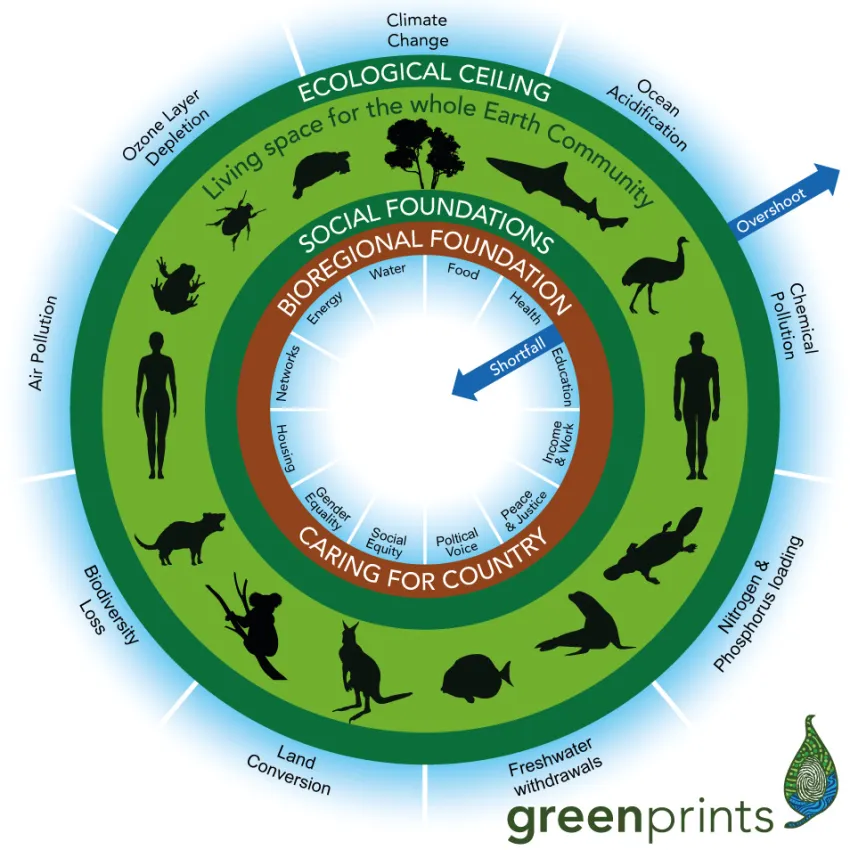 Climate
Change
Ocean
Acidification
Chemical
Pollution
Nitrogen &
Phosphorus loading
Freshwater
withdrawals
Land
Conversion
Biodiversity
Loss
Air Pollution
Ozone Layer
Depletion
Overshoot
ECOLOGICAL CEILING
Living space for the whole Earth Community
SOCIAL FOUNDATIONS
BIOREGIONAL FOUNDATION
Water
Food
Health
Education
Income
& Work
Peace
& Justice
Poltical
Voice
Social
Equity
Gender
Equality
Housing
Networks
Energy
Shortfall
CARING FOR COUNTRY
greenprints